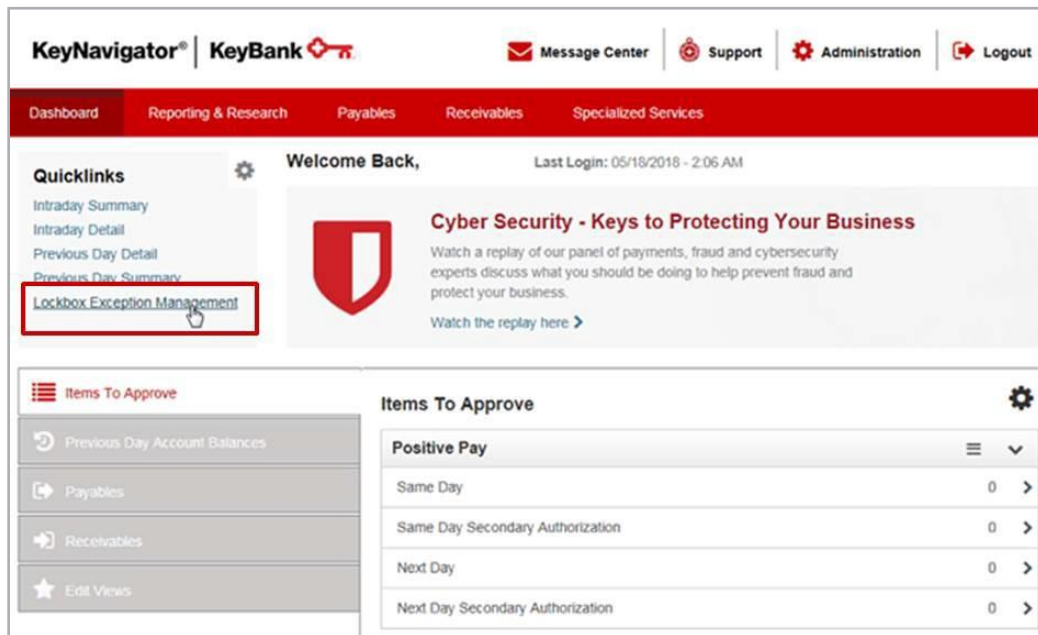 KeyNavigator® | KeyBank
Message Center
Support
Administration
Logout
Dashboard
Reporting & Research
Payables
Receivables
Specialized Services
Quicklinks
Intraday Summary
Intraday Detail
Previous Day Detail
Previous Day Summary
Lockbox Exception Management
Welcome Back,
Last Login: 05/18/2018 - 2:06 AM
Cyber Security - Keys to Protecting Your Business
Watch a replay of our panel of payments, fraud and cybersecurity
experts discuss what you should be doing to help prevent fraud and
protect your business.
Watch the replay here
Items To Approve
Previous Day Account Balances
Payables
Receivables
Edit Views
Items To Approve
Positive Pay
Same Day 0
Same Day Secondary Authorization 0
Next Day 0
Next Day Secondary Authorization 0